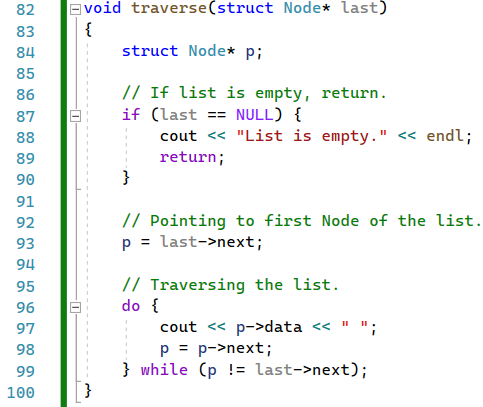 82 void traverse(struct Node* last)
83 {
84     struct Node* p;
85
86     // If list is empty, return.
87     if (last == NULL) {
88         cout << "List is empty." << endl;
89         return;
90     }
91
92     // Pointing to first Node of the list.
93     p = last->next;
94
95     // Traversing the list.
96     do {
97         cout << p->data << " ";
98         p = p->next;
99     } while (p != last->next);
100 }